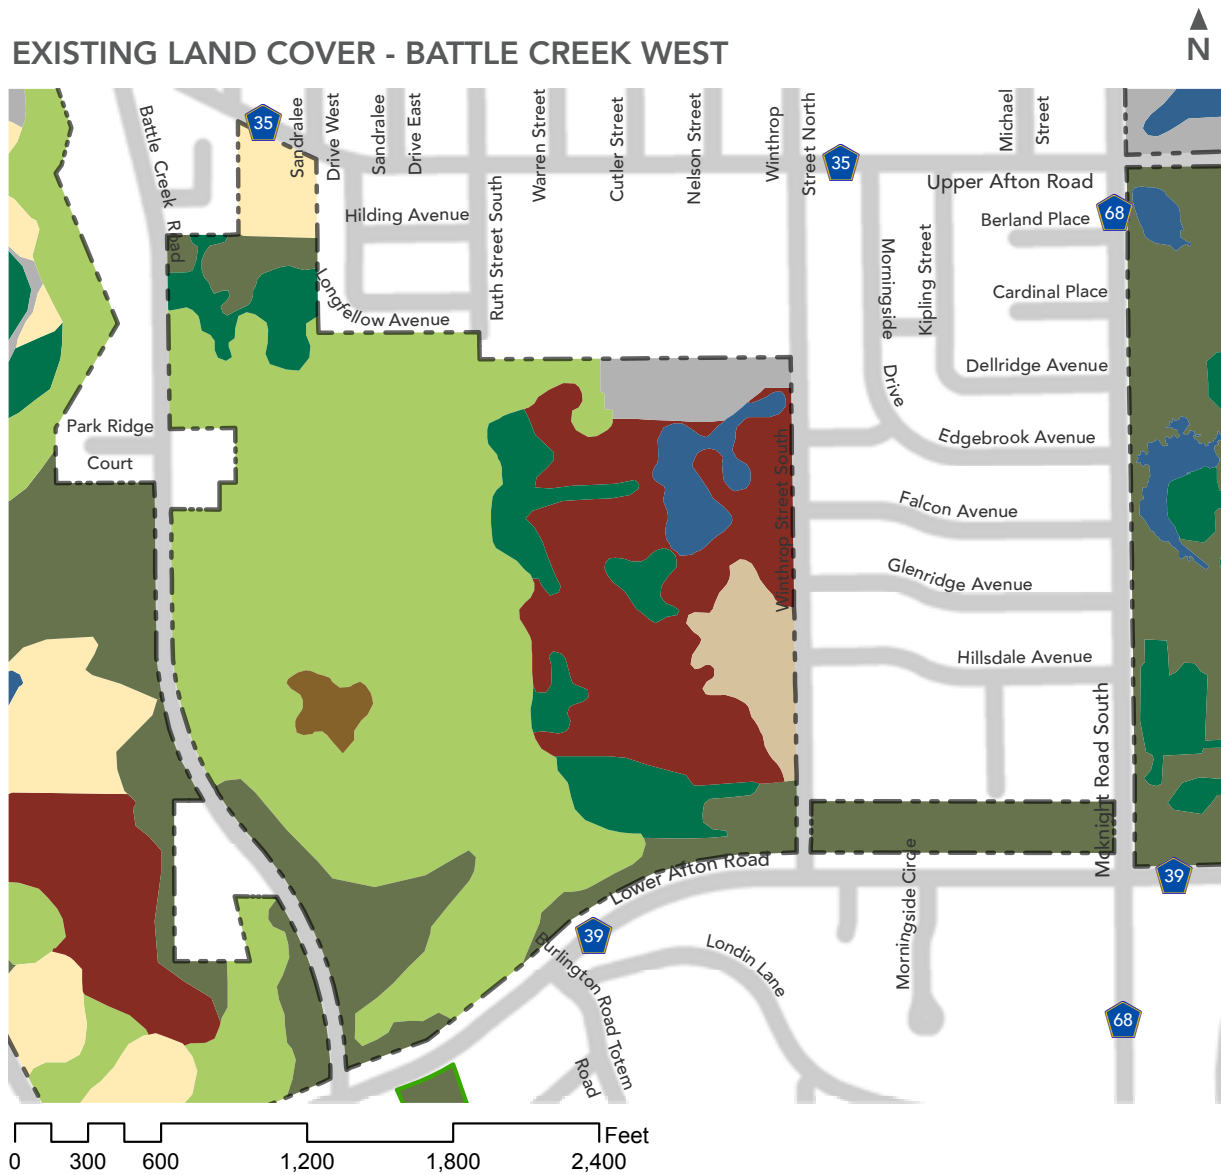 N
EXISTING LAND COVER - BATTLE CREEK WEST
Battle Creek Road
35
Sandralee
Drive West
Sandralee
Drive East
Warren Street
Cutler Street
Nelson Street
Winthrop
Street North
35
Michael
Street
Upper Afton Road
68
Hilding Avenue
Ruth Street South
Longfellow Avenue
Morningside
Drive
Kipling Street
Berland Place
Cardinal Place
Dellridge Avenue
Park Ridge
Court
Edgebrook Avenue
Winthrop Street South
Falcon Avenue
Glenridge Avenue
Hillsdale Avenue
Mcknight Road South
Lower Afton Road
39
39
Morningside Circle
Burlington Road
Totem
Road
Londin Lane
68
Feet
0 300 600 1,200 1,800 2,400